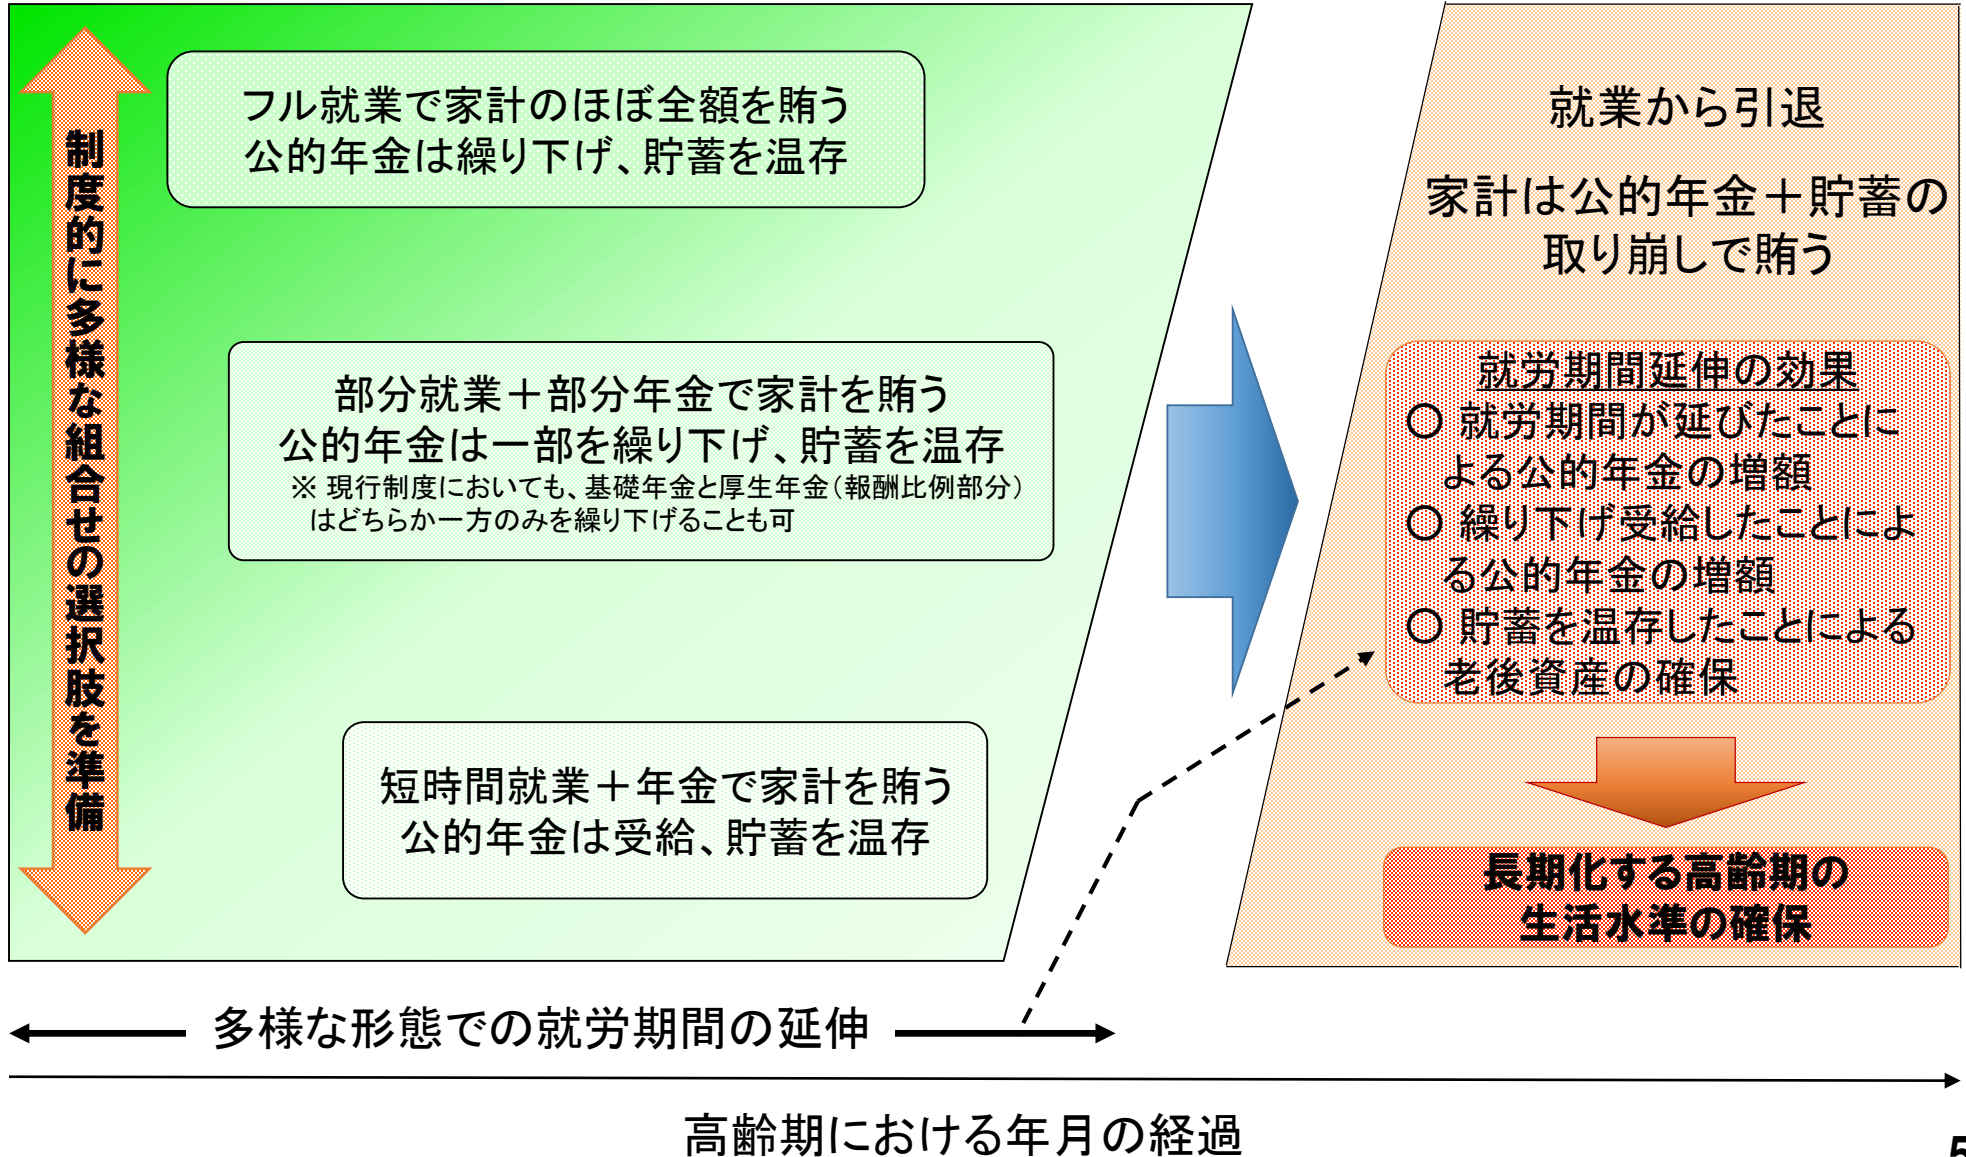 制度的に多様な組合せの選択肢を準備
フル就業で家計のほぼ全額を賄う
公的年金は繰り下げ、貯蓄を温存
部分就業＋部分年金で家計を賄う
公的年金は一部を繰り下げ、貯蓄を温存
※ 現行制度においても、基礎年金と厚生年金（報酬比例部分）
はどちらか一方のみを繰り下げることも可
短時間就業＋年金で家計を賄う
公的年金は受給、貯蓄を温存
就業から引退
家計は公的年金＋貯蓄の
取り崩しで賄う
就労期間延伸の効果
○ 就労期間が延びたことに
よる公的年金の増額
○ 繰り下げ受給したことによ
る公的年金の増額
○ 貯蓄を温存したことによる
老後資産の確保
長期化する高齢期の
生活水準の確保
多様な形態での就労期間の延伸
高齢期における年月の経過
5